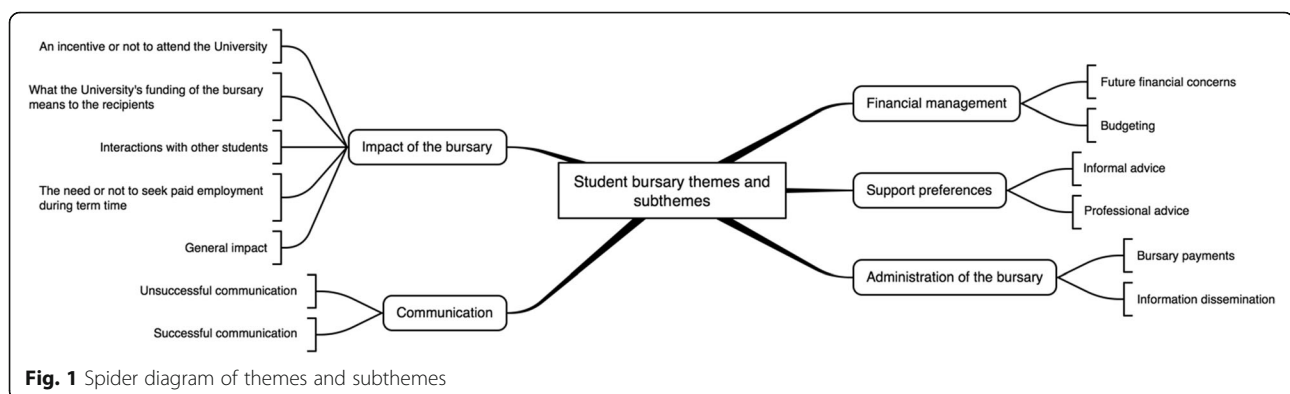 An incentive or not to attend the University
What the University's funding of the bursary
means to the recipients
Interactions with other students
The need or not to seek paid employment
during term time
General impact
Impact of the bursary
Unsuccessful communication
Successful communication
Communication
Student bursary themes and
subthemes
Financial management
Future financial concerns
Budgeting
Support preferences
Informal advice
Professional advice
Administration of the bursary
Bursary payments
Information dissemination
Fig. 1 Spider diagram of themes and subthemes